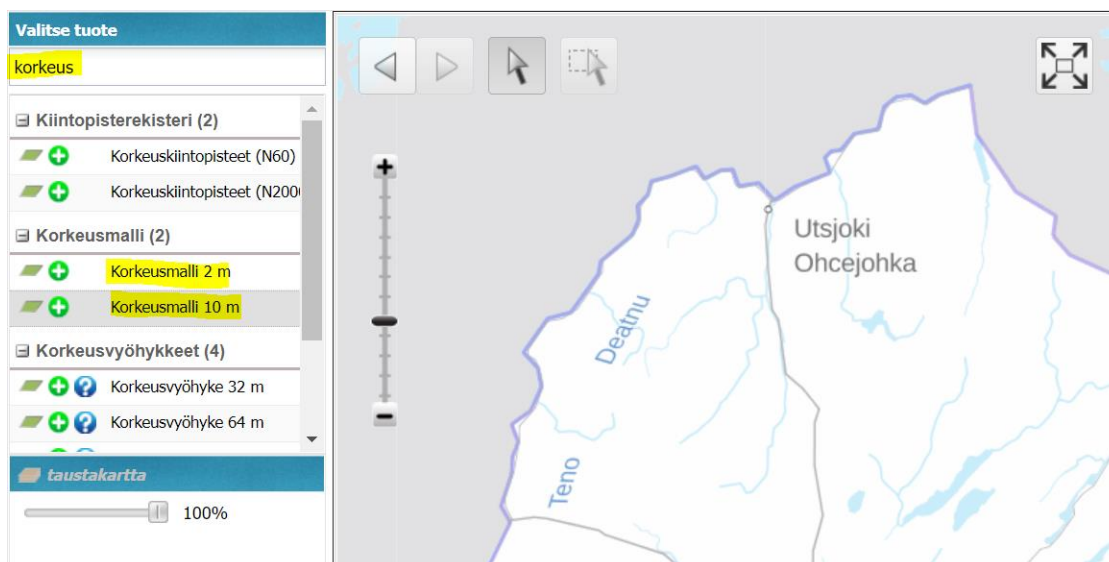 Valitse tuote
korkeus
Kiintopisterekisteri (2)
Korkeuskiintopisteet (N60)
Korkeuskiintopisteet (N200
Korkeusmalli (2)
Korkeusmalli 2 m
Korkeusmalli 10 m
Korkeusvyöhykkeet (4)
Korkeusvyöhyke 32 m
Korkeusvyöhyke 64 m
taustakartta
100%
Utsjoki
Ohcejohka
Deatnu
Teno